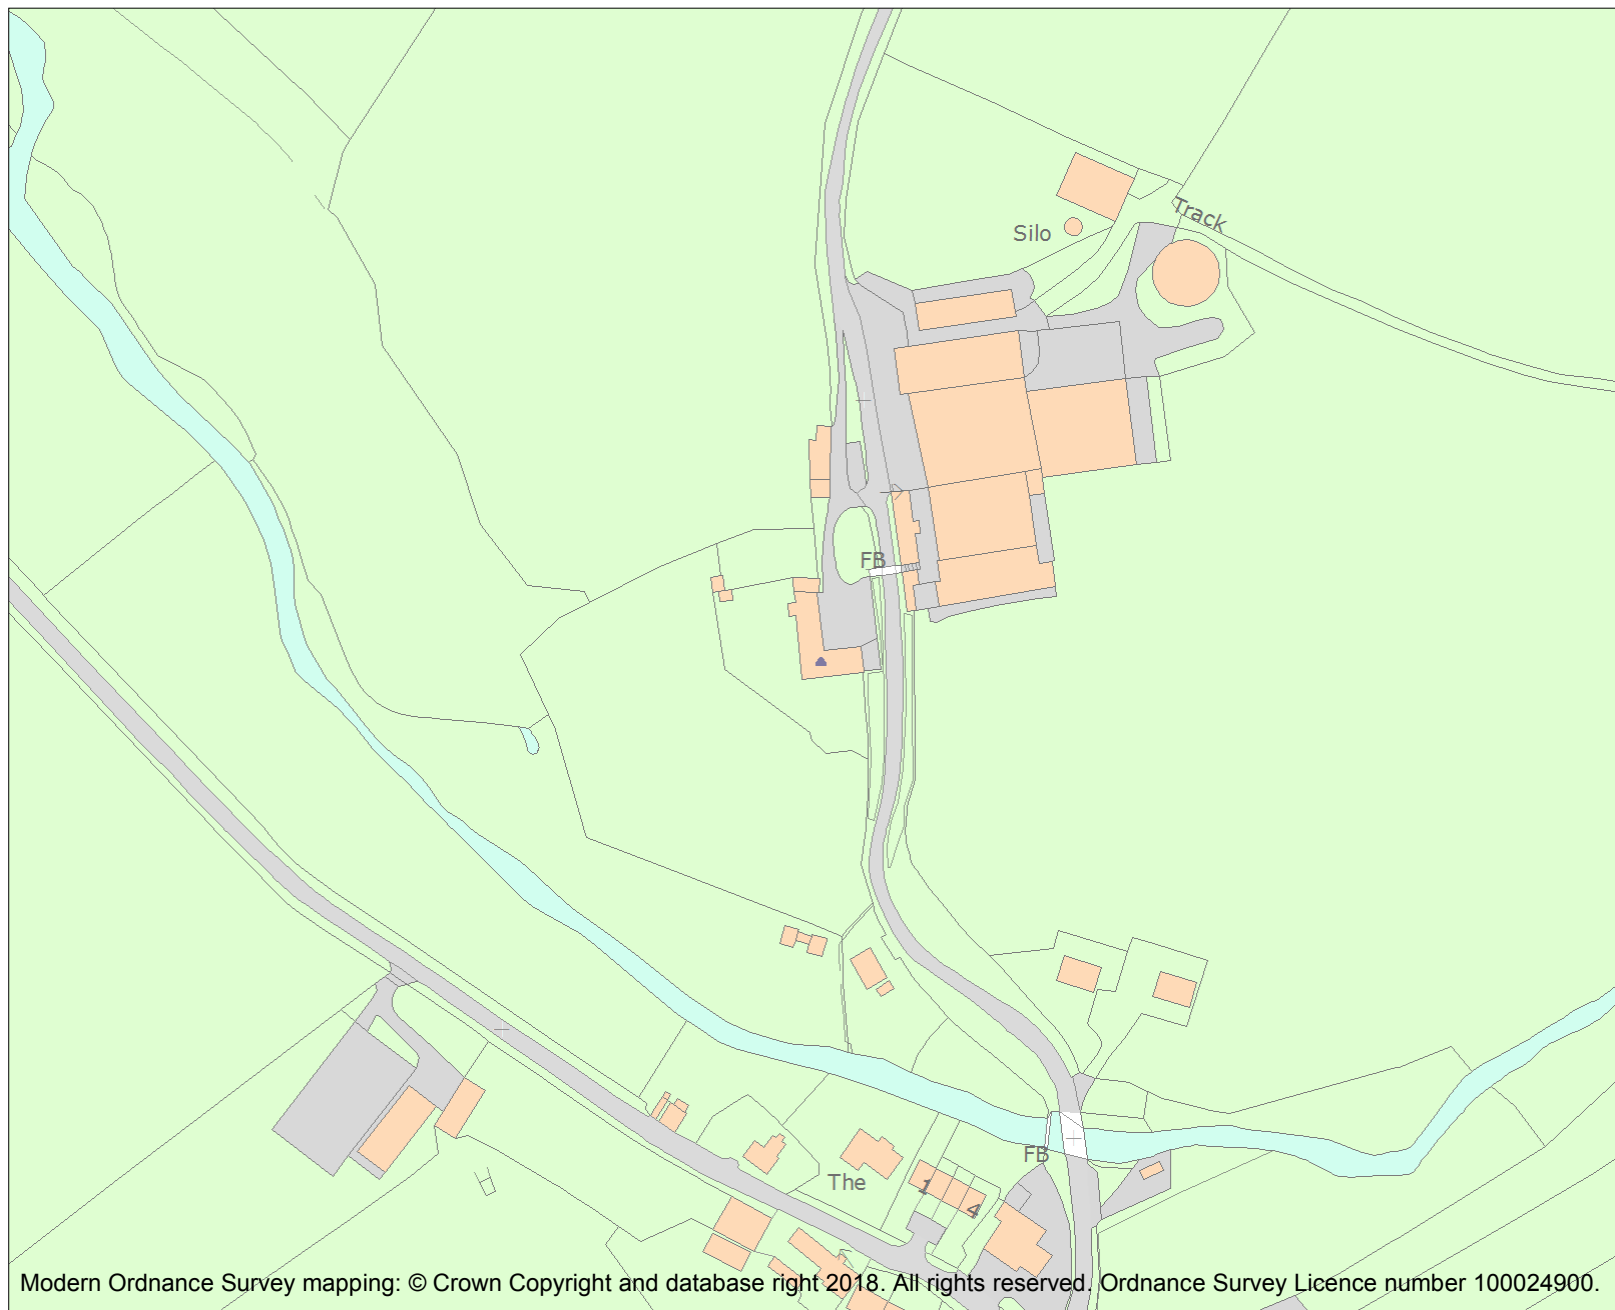 Track
Silo
FB
FB
The
1
4
Modern Ordnance Survey mapping: © Crown Copyright and database right 2018. All rights reserved. Ordnance Survey Licence number 100024900.